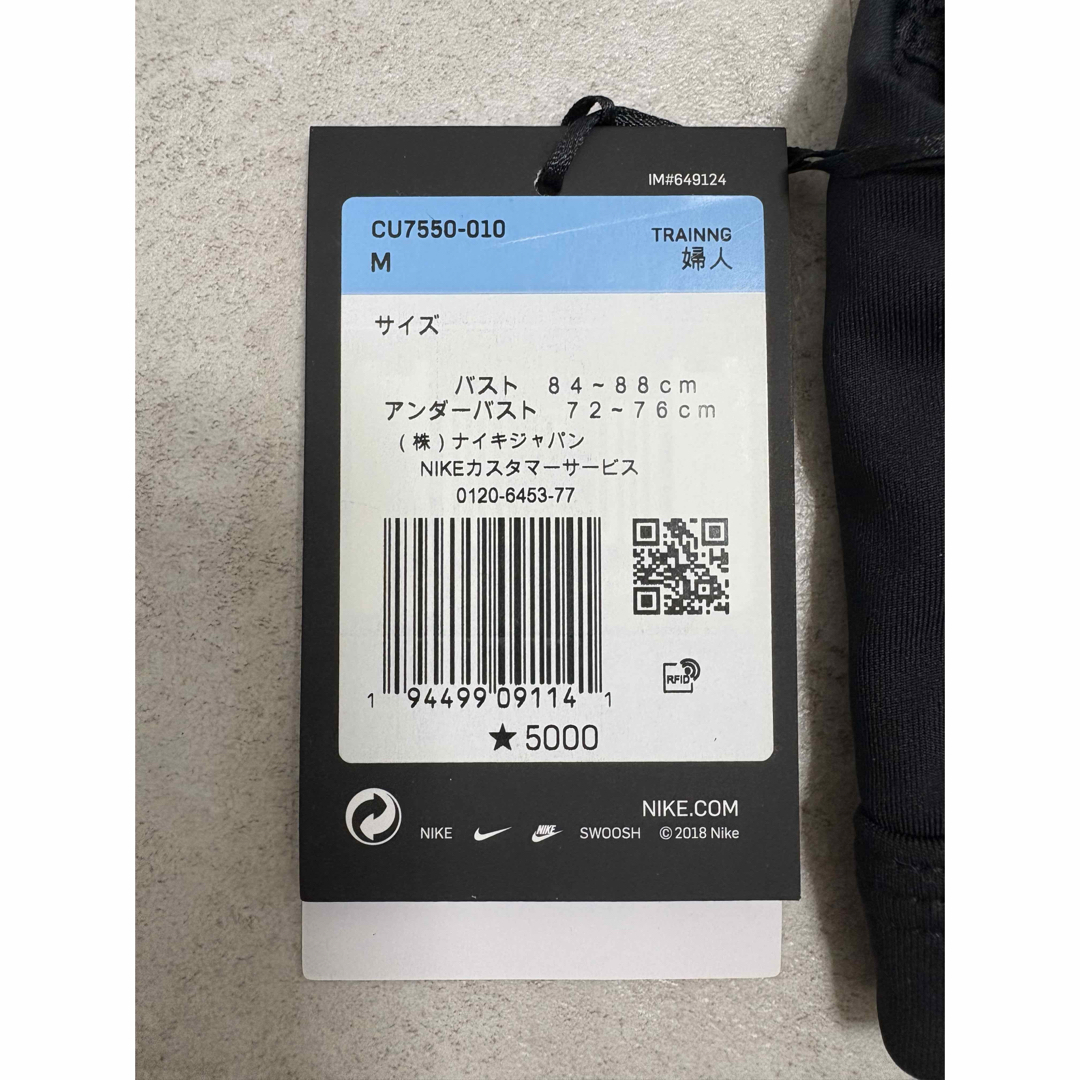 IM#649124
CU7550-010
TRAINNG
M
婦人
サイズ
バスト 84~88cm
アンダーバスト 72~76cm
(株)ナイキジャパン
NIKEカスタマーサービス
0120-6453-77
RFID
1 94499 09114 1
★5000
NIKE.COM
NIKE NIKE SWOOSH ©2018 Nike